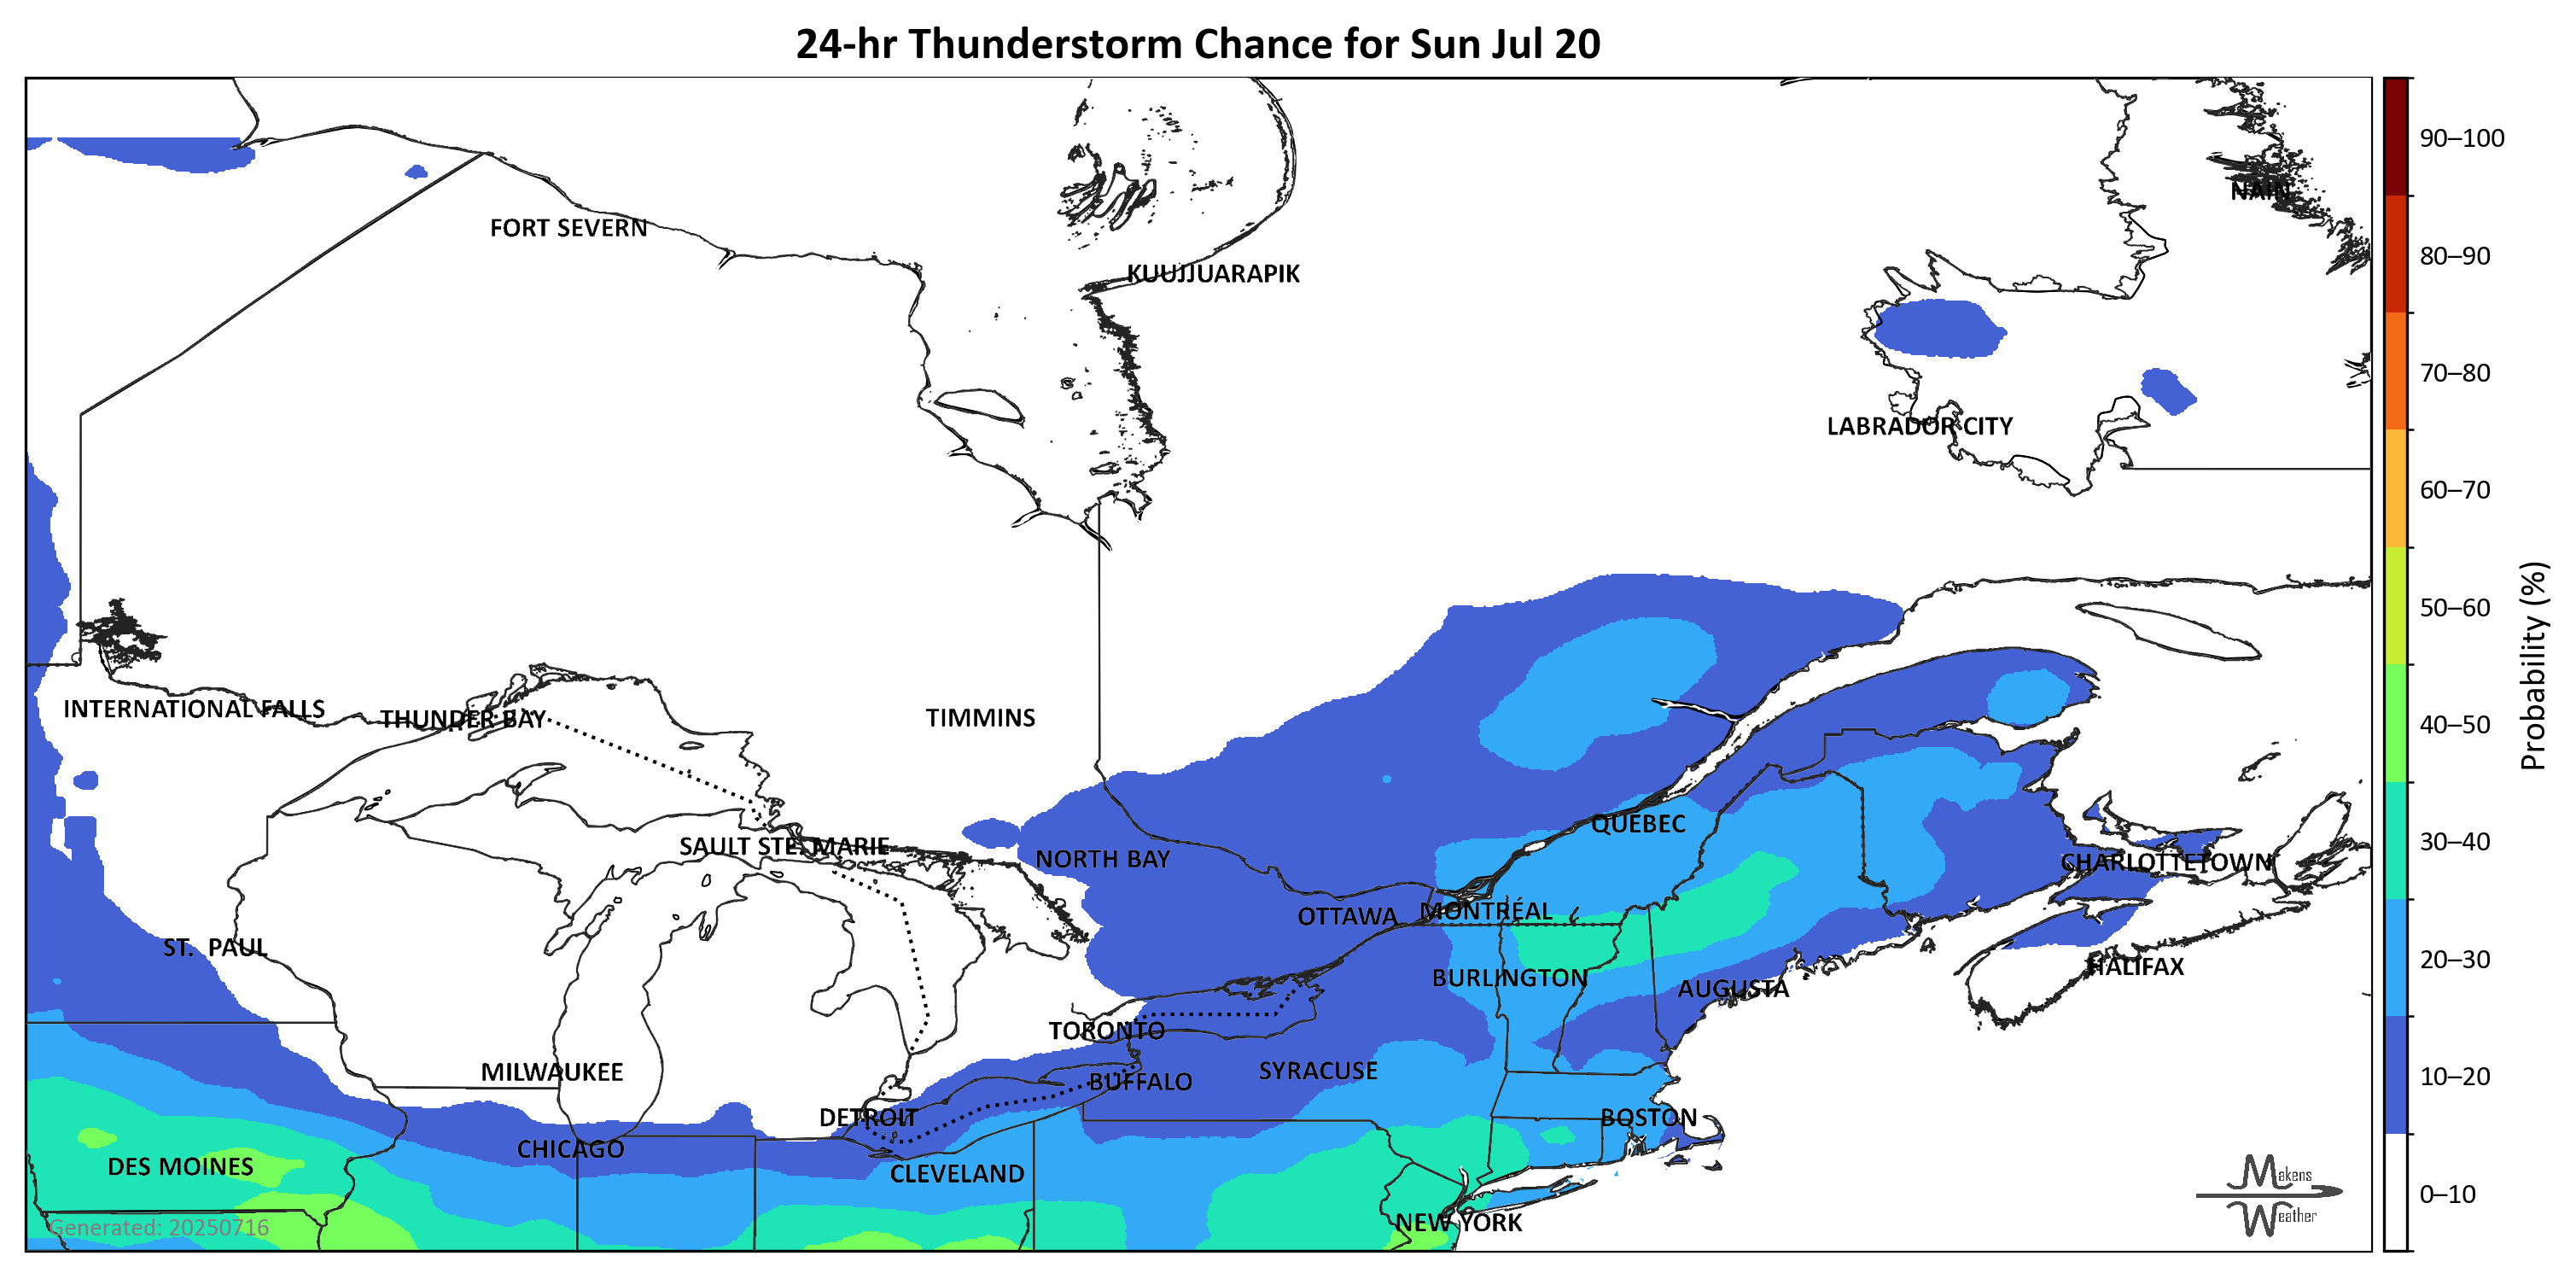 24-hr Thunderstorm Chance for Sun Jul 20
90–100
NAIN
FORT SEVERN
80–90
KUUJJUARAPIK
70–80
LABRADOR CITY
60–70
50–60
INTERNATIONAL FALLS
THUNDER BAY
TIMMINS
40–50
Probability (%)
QUEBEC
SAULT STE. MARIE
30–40
NORTH BAY
CHARLOTTETOWN
OTTAWA
MONTRÉAL
ST. PAUL
20–30
HALIFAX
BURLINGTON
AUGUSTA
TORONTO
MILWAUKEE
SYRACUSE
BUFFALO
10–20
DETROIT
BOSTON
CHICAGO
DES MOINES
CLEVELAND
Makens
Weather
0–10
NEW YORK
Generated: 20250716